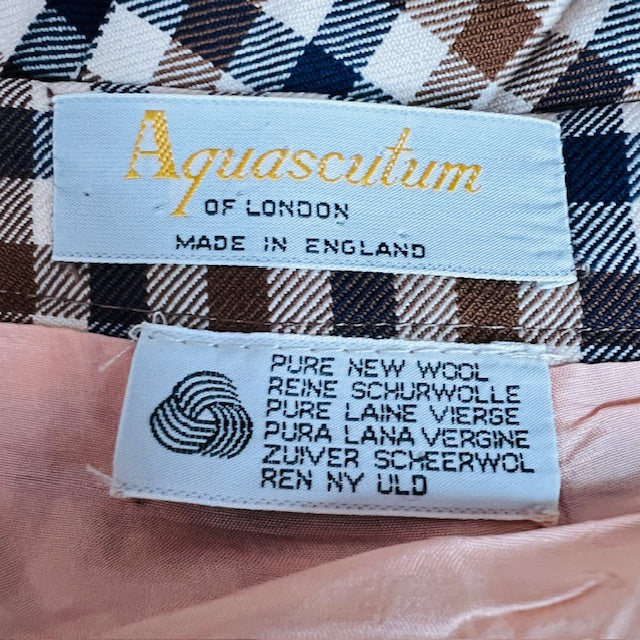 Aquascutum
OF LONDON
MADE IN ENGLAND
PURE NEW WOOL
REINE SCHURWOLLE
PURE LAINE VIERGE
PURA LANA VERGINE
ZUIVER SCHEERWOL
REN NY ULD